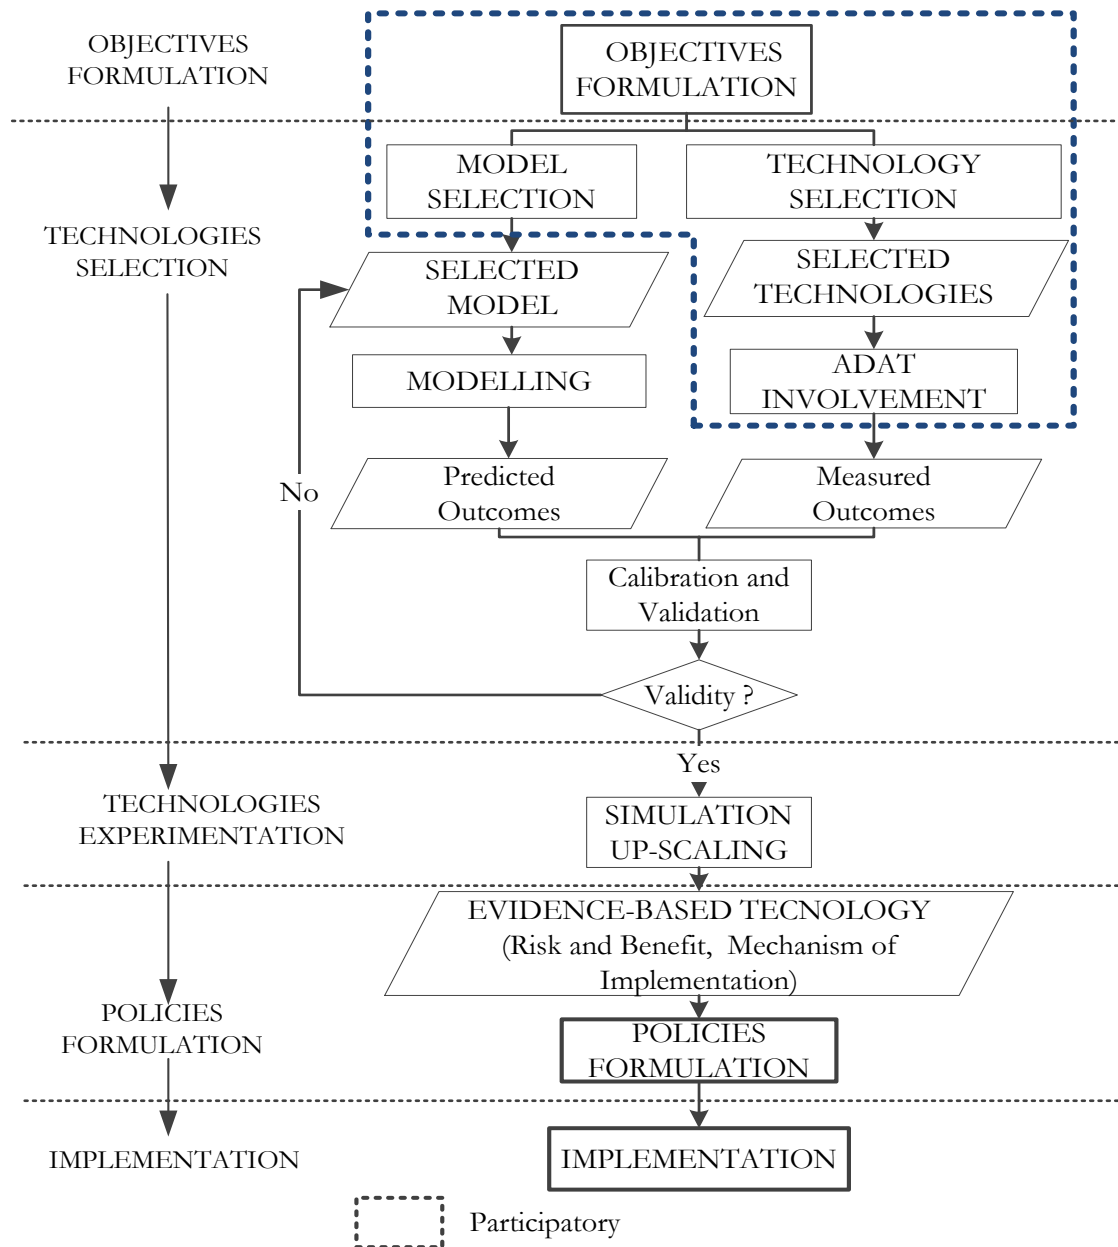 OBJECTIVES
FORMULATION
OBJECTIVES
FORMULATION
MODEL
SELECTION
TECHNOLOGY
SELECTION
TECHNOLOGIES
SELECTION
SELECTED
MODEL
SELECTED
TECHNOLOGIES
MODELLING
ADAT
INVOLVEMENT
No
Predicted
Outcomes
Measured
Outcomes
Calibration and
Validation
Validity ?
Yes
TECHNOLOGIES
EXPERIMENTATION
SIMULATION
UP-SCALING
EVIDENCE-BASED TECNOLOGY
(Risk and Benefit, Mechanism of
Implementation)
POLICIES
FORMULATION
POLICIES
FORMULATION
IMPLEMENTATION
IMPLEMENTATION
Participatory